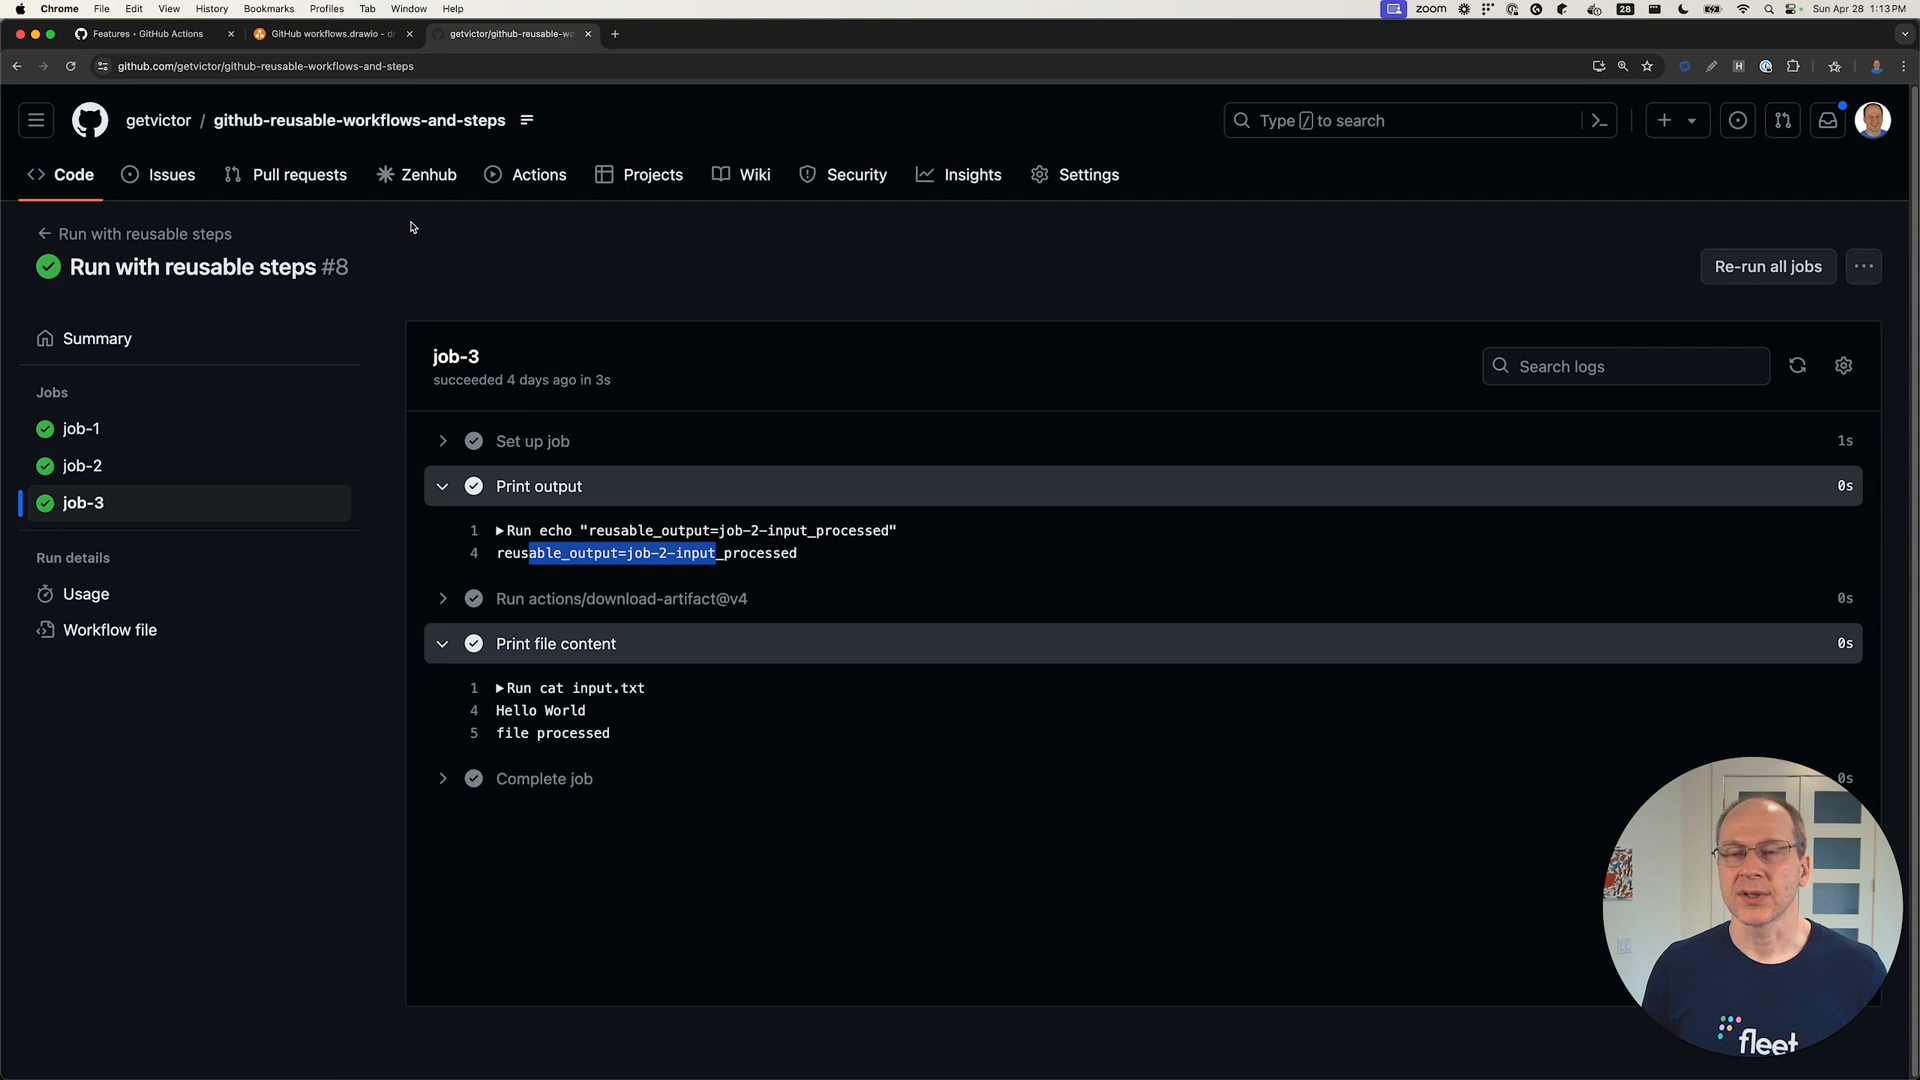 Chrome File Edit View History Bookmarks Profiles Tab Window Help zoom 28 Sun Apr 28 1:13 PM
Features • GitHub Actions GitHub workflows.drawio - getvictor/github-reusable-wo
github.com/getvictor/github-reusable-workflows-and-steps
getvictor / github-reusable-workflows-and-steps Type / to search
Code Issues Pull requests Zenhub Actions Projects Wiki Security Insights Settings
Run with reusable steps
Run with reusable steps #8 Re-run all jobs
Summary
Jobs
job-1
job-2
job-3
Run details
Usage
Workflow file
job-3
succeeded 4 days ago in 3s
Search logs
Set up job 1s
Print output 0s
1 Run echo "reusable_output=job-2-input_processed"
4 reusable_output=job-2-input_processed
Run actions/download-artifact@v4 0s
Print file content 0s
1 Run cat input.txt
4 Hello World
5 file processed
Complete job 0s
fleet